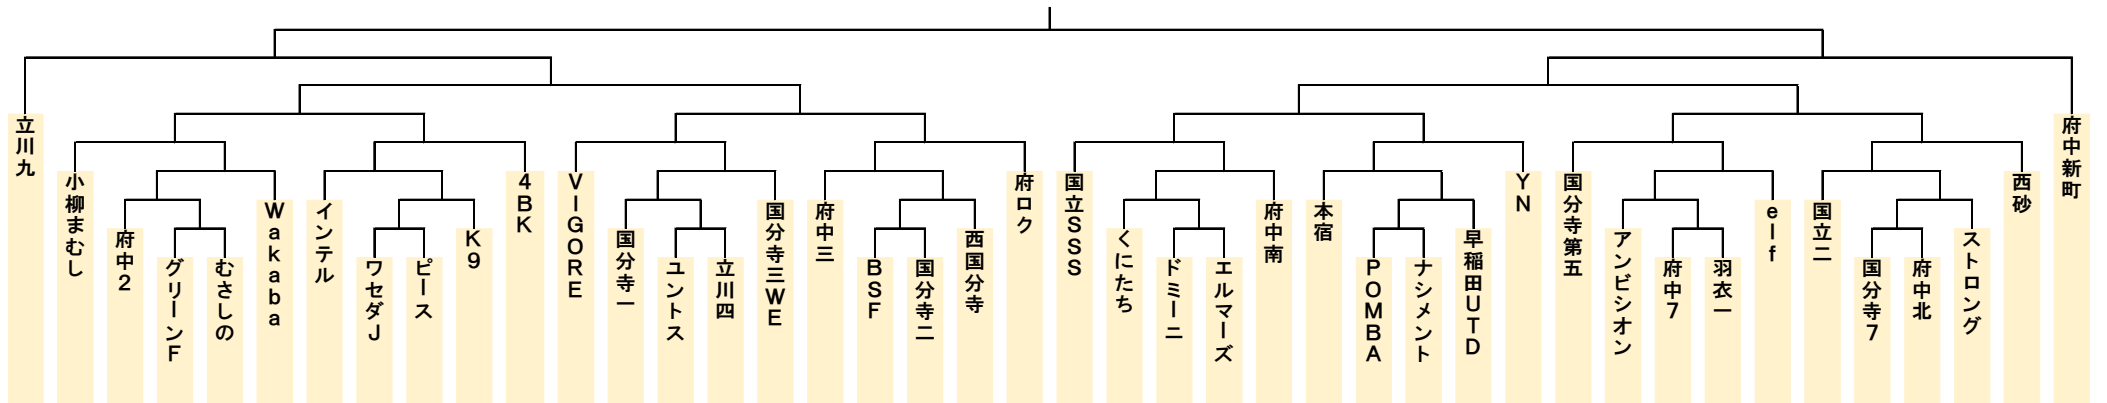 立川九
小柳まむし
府中２
グリーンＦ
むさしの
Ｗａｋａｂａ
インテル
ワセダＪ
ピース
Ｋ９
４ＢＫ
ＶＩＧＯＲＥ
国分寺一
ユントス
立川四
国分寺三ＷＥ
府中三
ＢＳＦ
国分寺二
西国分寺
府ロク
国立ＳＳＳ
くにたち
ドミーニ
エルマーズ
府中南
本宿
ＰＯＭＢＡ
ナシメント
早稲田ＵＴＤ
ＹＮ
国分寺第五
アンビシオン
府中７
羽衣一
ｅｌｆ
国立二
国分寺７
府中北
ストロング
西砂
府中新町